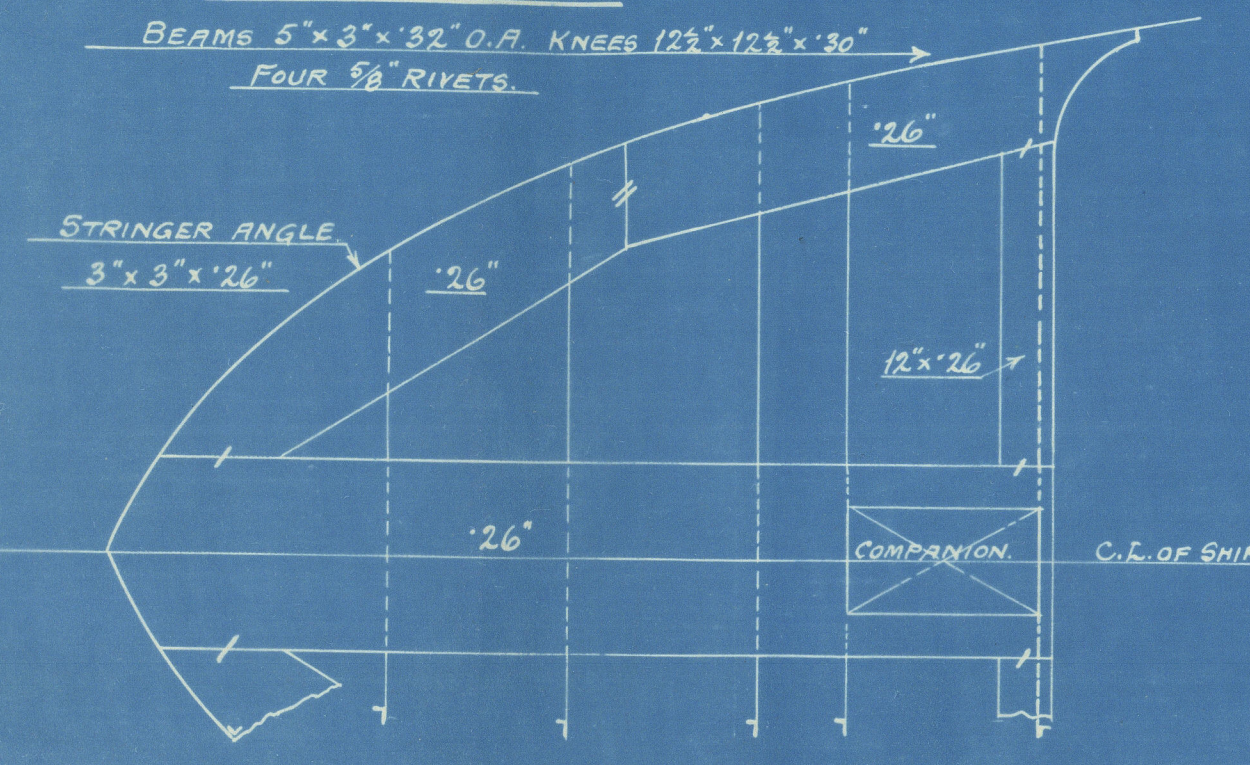 BEAMS 5"x 3"x ·32" O.A. KNEES 12½"x 12½"x ·30"
FOUR 5/8" RIVETS.
·26"
STRINGER ANGLE.
3"x 3"x ·26"
·26"
12"x ·26"
·26"
COMPANION.
C.L. OF SHIP